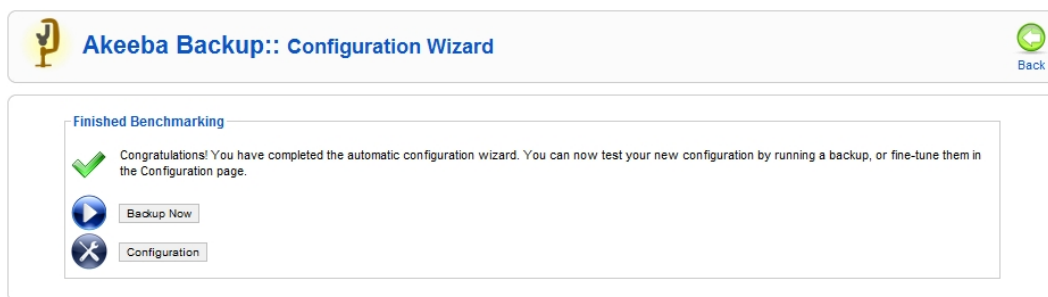 Akeeba Backup:: Configuration Wizard
Back
Finished Benchmarking
Congratulations! You have completed the automatic configuration wizard. You can now test your new configuration by running a backup, or fine-tune them in
the Configuration page.
Backup Now
Configuration